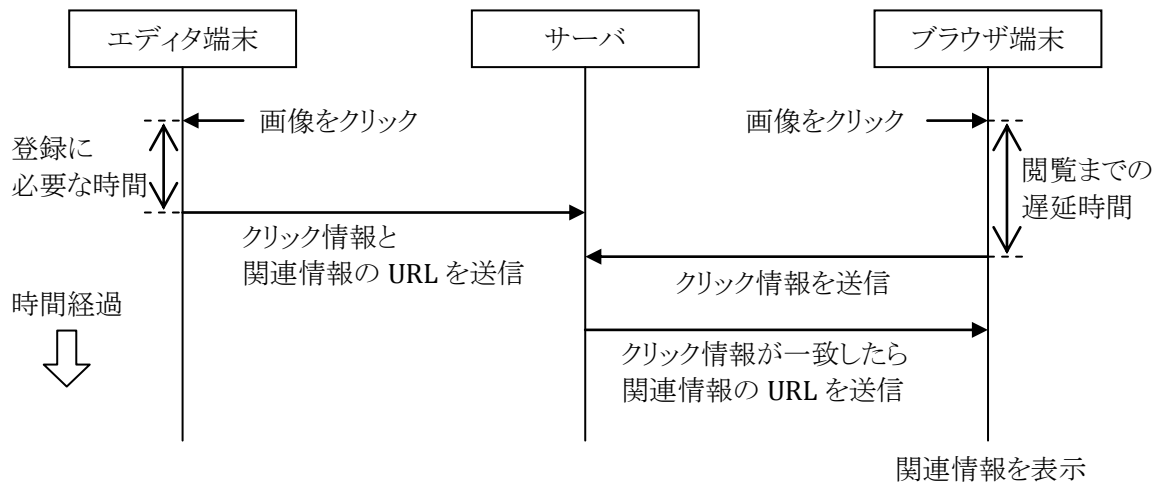 エディタ端末
サーバ
ブラウザ端末
画像をクリック
画像をクリック
登録に
必要な時間
閲覧までの
遅延時間
クリック情報と
関連情報の URL を送信
クリック情報を送信
時間経過
クリック情報が一致したら
関連情報の URL を送信
関連情報を表示